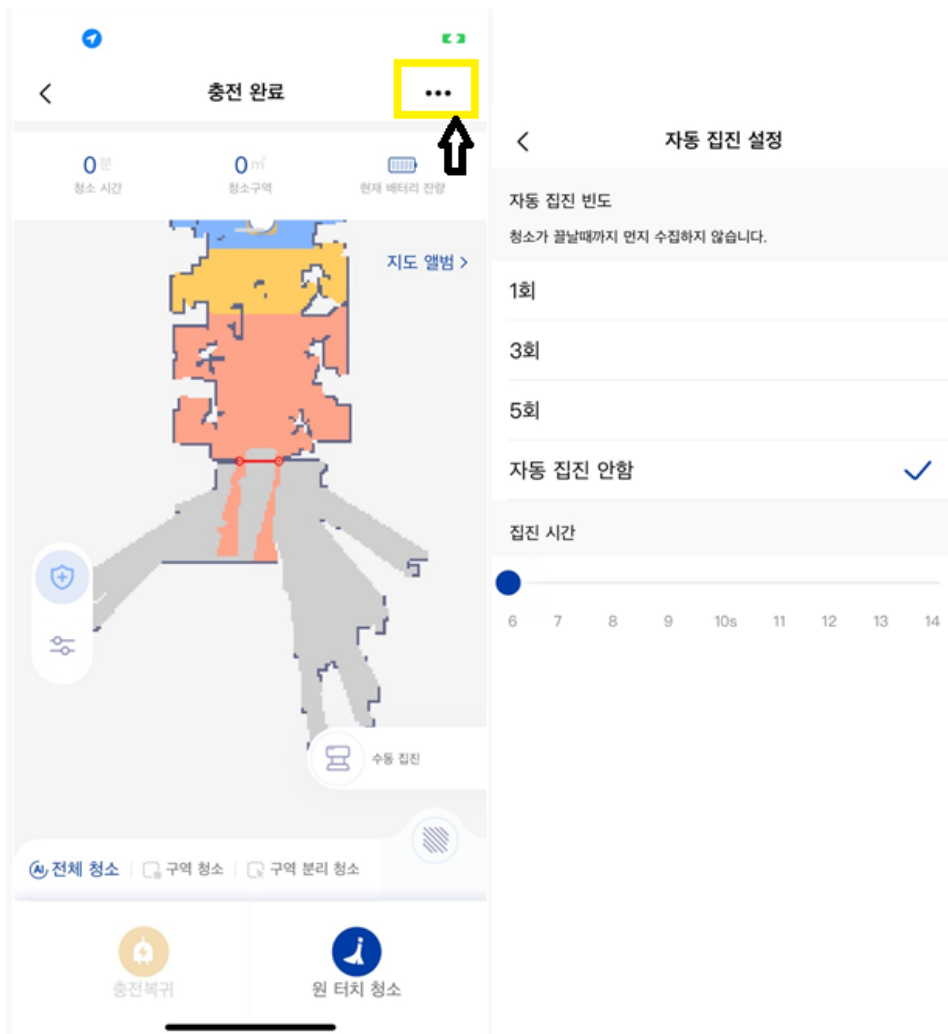 충전 완료
0 분
0 ㎡
청소 시간
청소구역
현재 배터리 잔량
지도 앨범 >
수동 집진
AI 전체 청소
구역 청소
구역 분리 청소
충전복귀
원 터치 청소
자동 집진 설정
자동 집진 빈도
청소가 끝날때까지 먼지 수집하지 않습니다.
1회
3회
5회
자동 집진 안함
집진 시간
6 7 8 9 10s 11 12 13 14